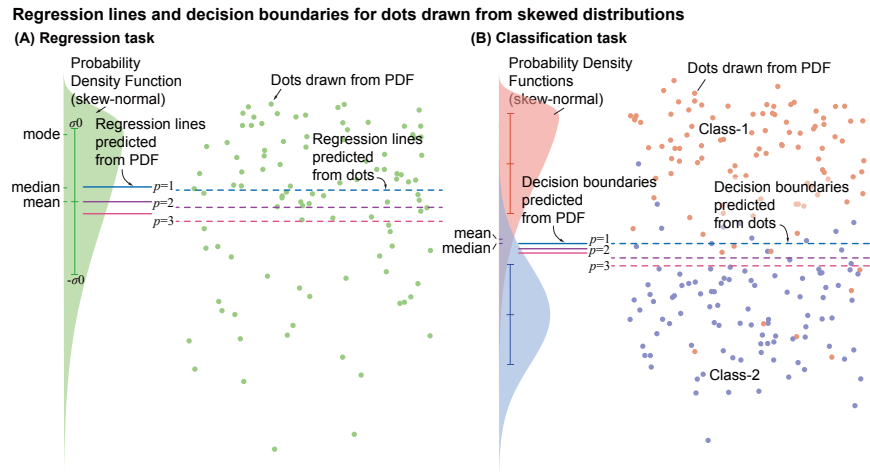 Regression lines and decision boundaries for dots drawn from skewed distributions
(A) Regression task
Probability
Density Function
(skew-normal)
Dots drawn from PDF
σ0
mode
Regression lines
predicted
from PDF
Regression lines
predicted
from dots
median
p=1
mean
p=2
p=3
-σ0
(B) Classification task
Probability Density
Functions
(skew-normal)
Dots drawn from PDF
Class-1
Decision boundaries
predicted
from PDF
Decision boundaries
predicted
from dots
mean
median
p=1
p=2
p=3
Class-2